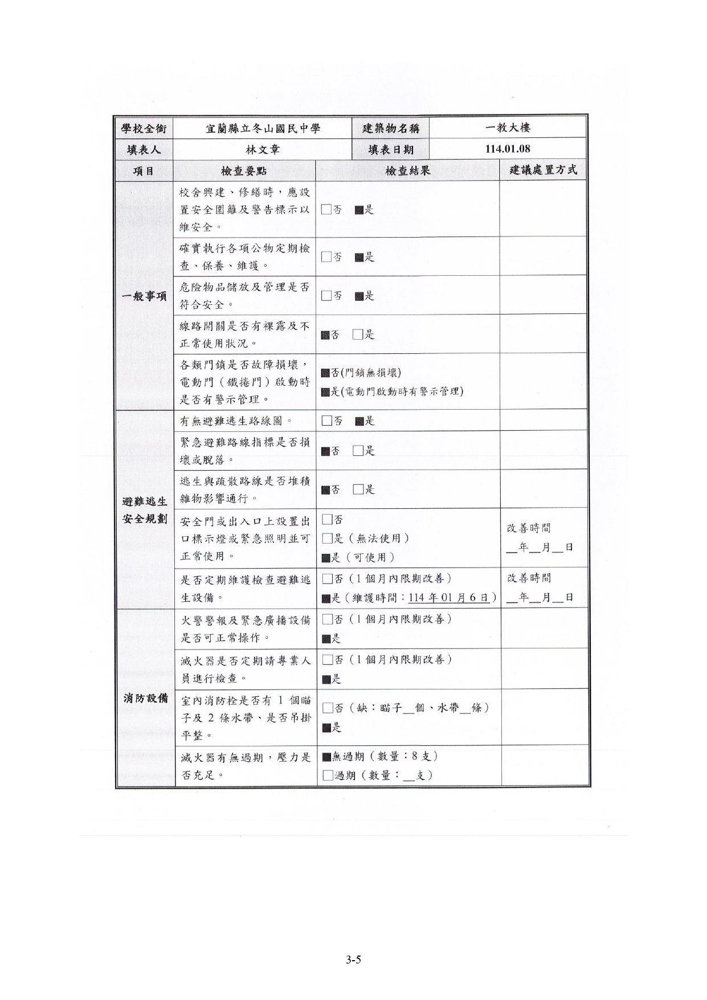 學校全銜 宜蘭縣立冬山國民中學 建築物名稱 一教大樓
填表人 林文章 填表日期 114.01.08
項目 檢查要點 檢查結果 建議處置方式
一般事項
校舍興建、修繕時，應設
置安全圍籬及警告標示以
維安全。
□否 ■是
確實執行各項公物定期檢
查、保養、維護。
□否 ■是
危險物品儲放及管理是否
符合安全。
□否 ■是
線路開關是否有裸露及不
正常使用狀況。
■否 □是
各類門鎖是否故障損壞，
電動門（鐵捲門）啟動時
是否有警示管理。
■否(門鎖無損壞)
■是(電動門啟動時有警示管理)
避難逃生
安全規劃
有無避難逃生路線圖。
□否 ■是
緊急避難路線指標是否損
壞或脫落。
■否 □是
逃生與疏散路線是否堆積
雜物影響通行。
■否 □是
安全門或出入口上設置出
口標示燈或緊急照明並可
正常使用。
□否
□是（無法使用）
■是（可使用）
改善時間
__年__月__日
是否定期維護檢查避難逃
生設備。
□否（1 個月內限期改善）
■是（維護時間：114 年 01 月 6 日）
改善時間
__年__月__日
消防設備
火警警報及緊急廣播設備
是否可正常操作。
□否（1 個月內限期改善）
■是
滅火器是否定期請專業人
員進行檢查。
□否（1 個月內限期改善）
■是
室內消防栓是否有 1 個瞄
子及 2 條水帶、是否吊掛
平整。
□否（缺：瞄子__個、水帶__條）
■是
滅火器有無過期，壓力是
否充足。
■無過期（數量：8 支）
□過期（數量：__支）
3-5